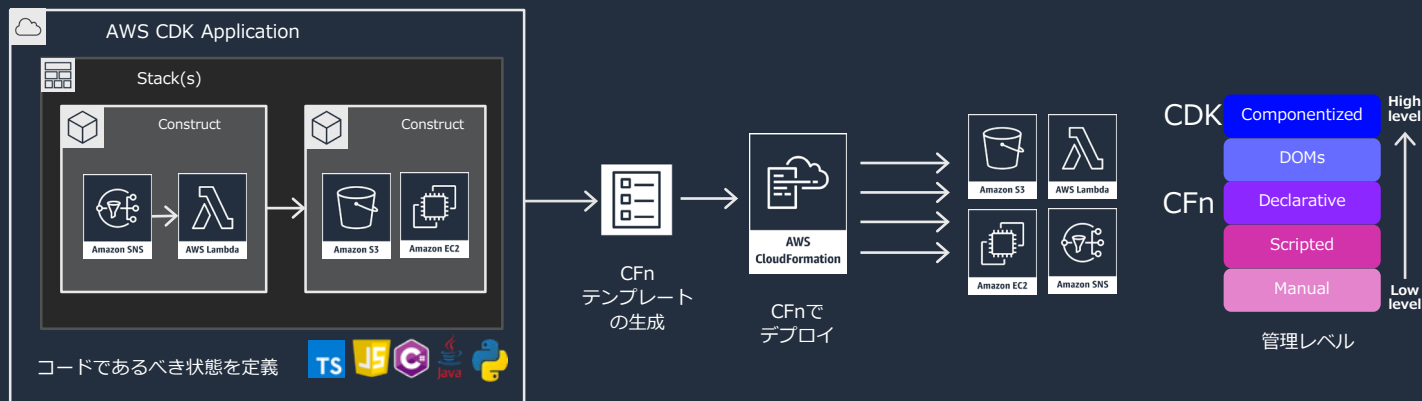 AWS CDK Application
Stack(s)
Construct
Amazon SNS
AWS Lambda
Construct
Amazon S3
Amazon EC2
コードであるべき状態を定義
TS
JS
C#
Java
CFn
テンプレート
の生成
AWS
CloudFormation
CFnで
デプロイ
Amazon S3
AWS Lambda
Amazon EC2
Amazon SNS
CDK
CFn
Componentized
DOMs
Declarative
Scripted
Manual
High
level
Low
level
管理レベル